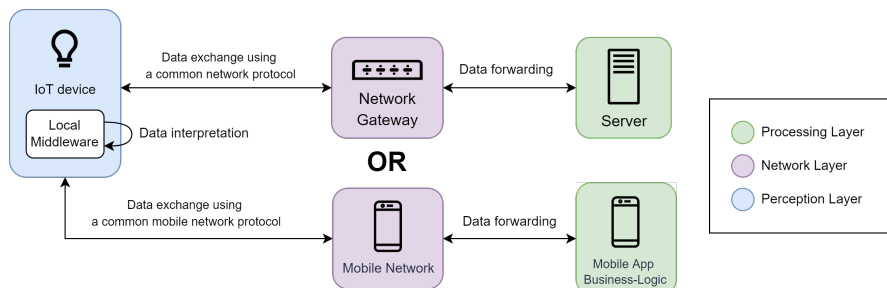 IoT device
Local
Middleware
Data interpretation
Data exchange using
a common network protocol
Network
Gateway
Data forwarding
Server
OR
Data exchange using
a common mobile network protocol
Mobile Network
Data forwarding
Mobile App
Business-Logic
Processing Layer
Network Layer
Perception Layer